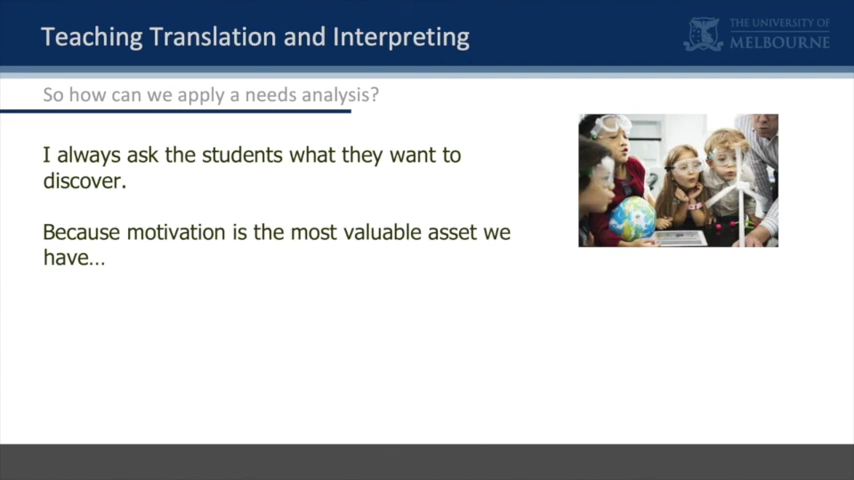 Teaching Translation and Interpreting
THE UNIVERSITY OF
MELBOURNE
So how can we apply a needs analysis?
I always ask the students what they want to
discover.
Because motivation is the most valuable asset we
have…